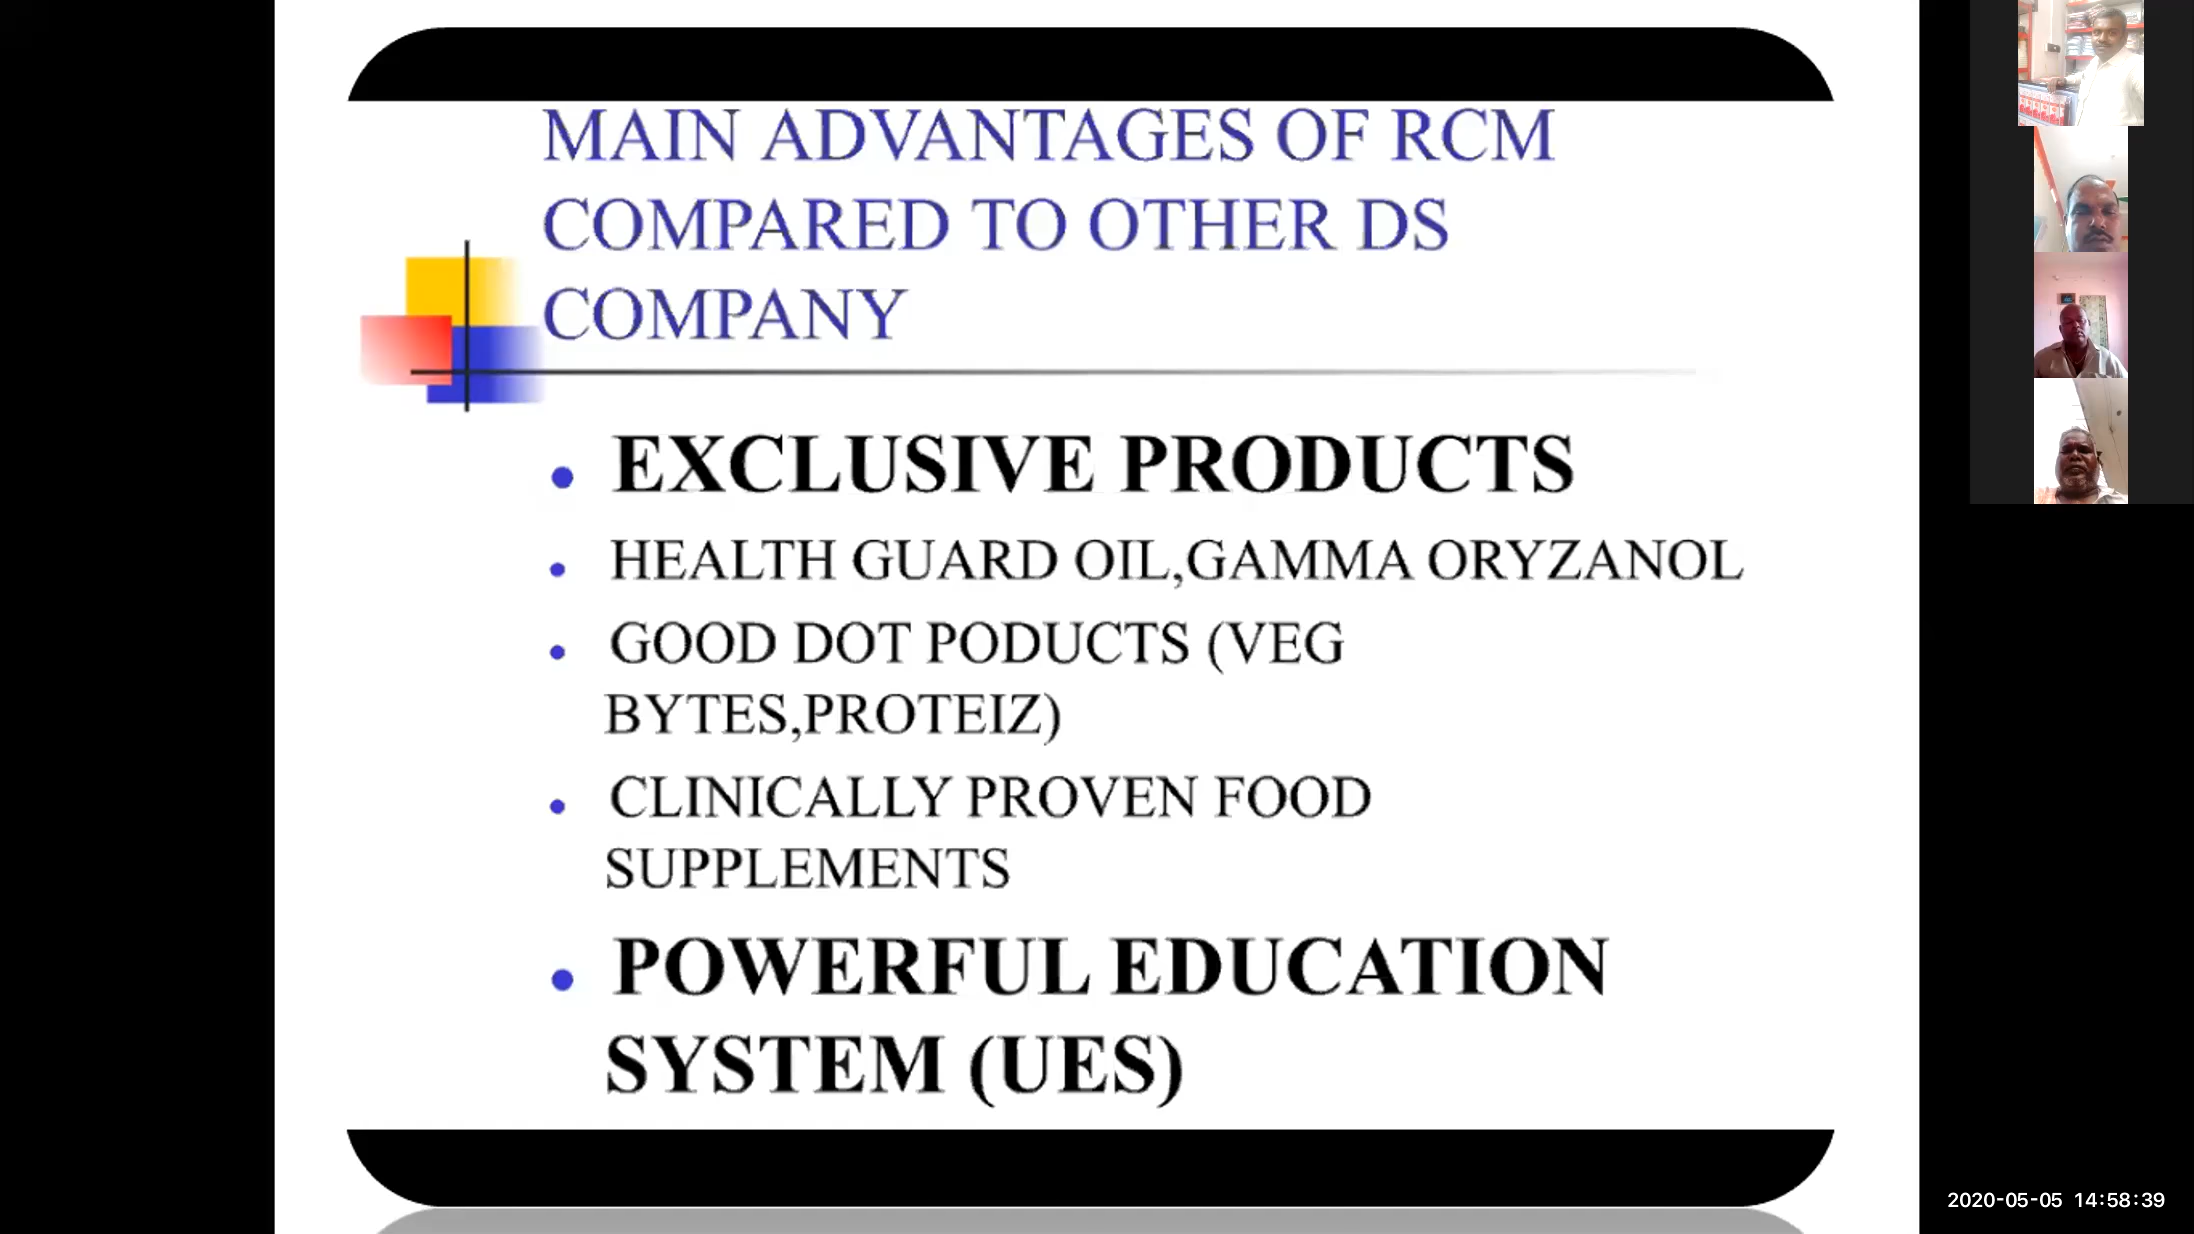 MAIN ADVANTAGES OF RCM
COMPARED TO OTHER DS
COMPANY
• EXCLUSIVE PRODUCTS
• HEALTH GUARD OIL,GAMMA ORYZANOL
• GOOD DOT PODUCTS (VEG
BYTES,PROTEIZ)
• CLINICALLY PROVEN FOOD
SUPPLEMENTS
• POWERFUL EDUCATION
SYSTEM (UES)
2020-05-05 14:58:39